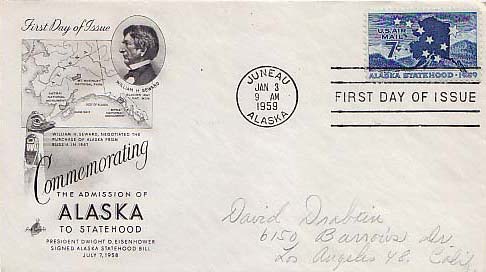 First Day of Issue
WILLIAM H. SEWARD
WILLIAM H. SEWARD, NEGOTIATED THE
PURCHASE OF ALASKA FROM
RUSSIA IN 1867
Commemorating
THE ADMISSION OF
ALASKA
TO STATEHOOD
PRESIDENT DWIGHT D. EISENHOWER
SIGNED ALASKA STATEHOOD BILL
JULY 7, 1958
JUNEAU
JAN 3
9 AM
1959
ALASKA
U.S. AIR
MAIL
7¢
ALASKA STATEHOOD · 1959
FIRST DAY OF ISSUE
David Drabein
6150 Barrows Dr.
Los Angeles 48. Calif.